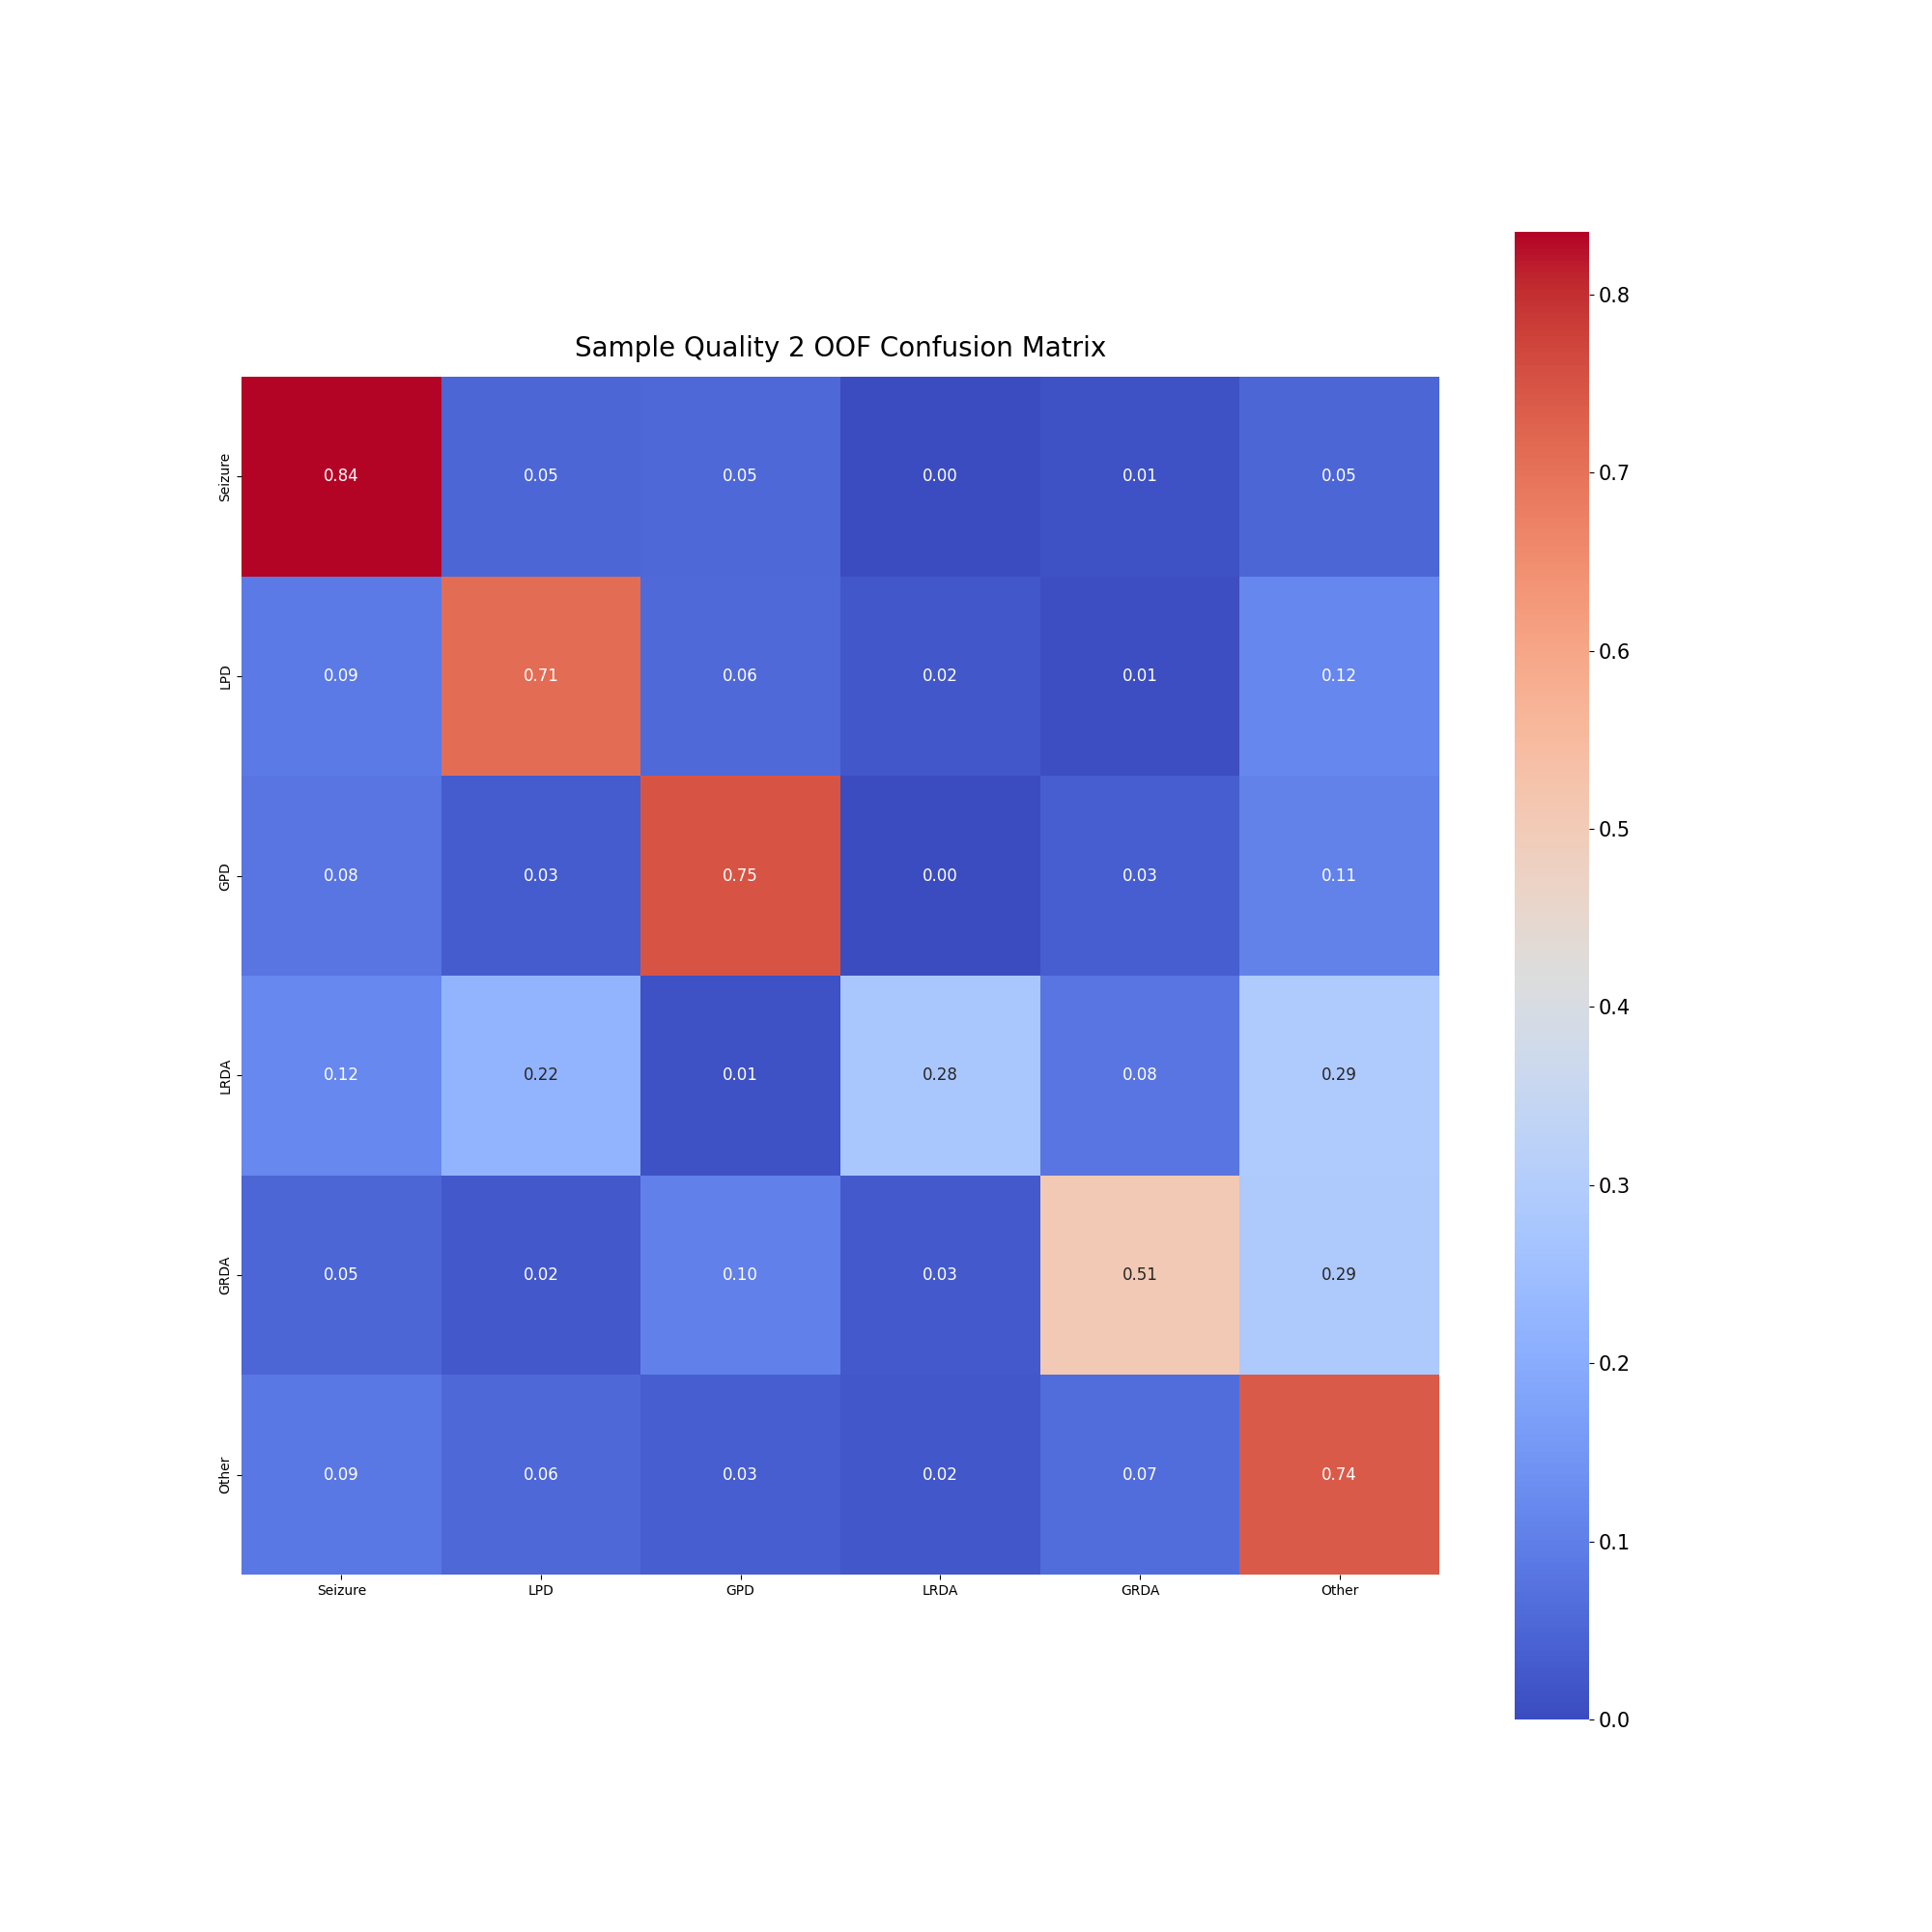 Sample Quality 2 OOF Confusion Matrix
Seizure 0.84 0.05 0.05 0.00 0.01 0.05
LPD 0.09 0.71 0.06 0.02 0.01 0.12
GPD 0.08 0.03 0.75 0.00 0.03 0.11
LRDA 0.12 0.22 0.01 0.28 0.08 0.29
GRDA 0.05 0.02 0.10 0.03 0.51 0.29
Other 0.09 0.06 0.03 0.02 0.07 0.74
Seizure LPD GPD LRDA GRDA Other
0.8
0.7
0.6
0.5
0.4
0.3
0.2
0.1
0.0